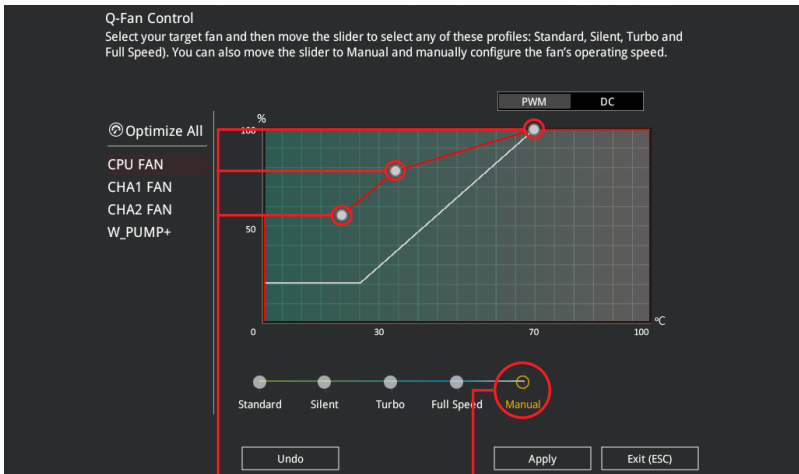 Q-Fan Control
Select your target fan and then move the slider to select any of these profiles: Standard, Silent, Turbo and
Full Speed). You can also move the slider to Manual and manually configure the fan's operating speed.
PWM DC
Optimize All
CPU FAN
CHA1 FAN
CHA2 FAN
W_PUMP+
%
100
50
0 30 70 100
ºC
Standard Silent Turbo Full Speed Manual
Undo Apply Exit (ESC)